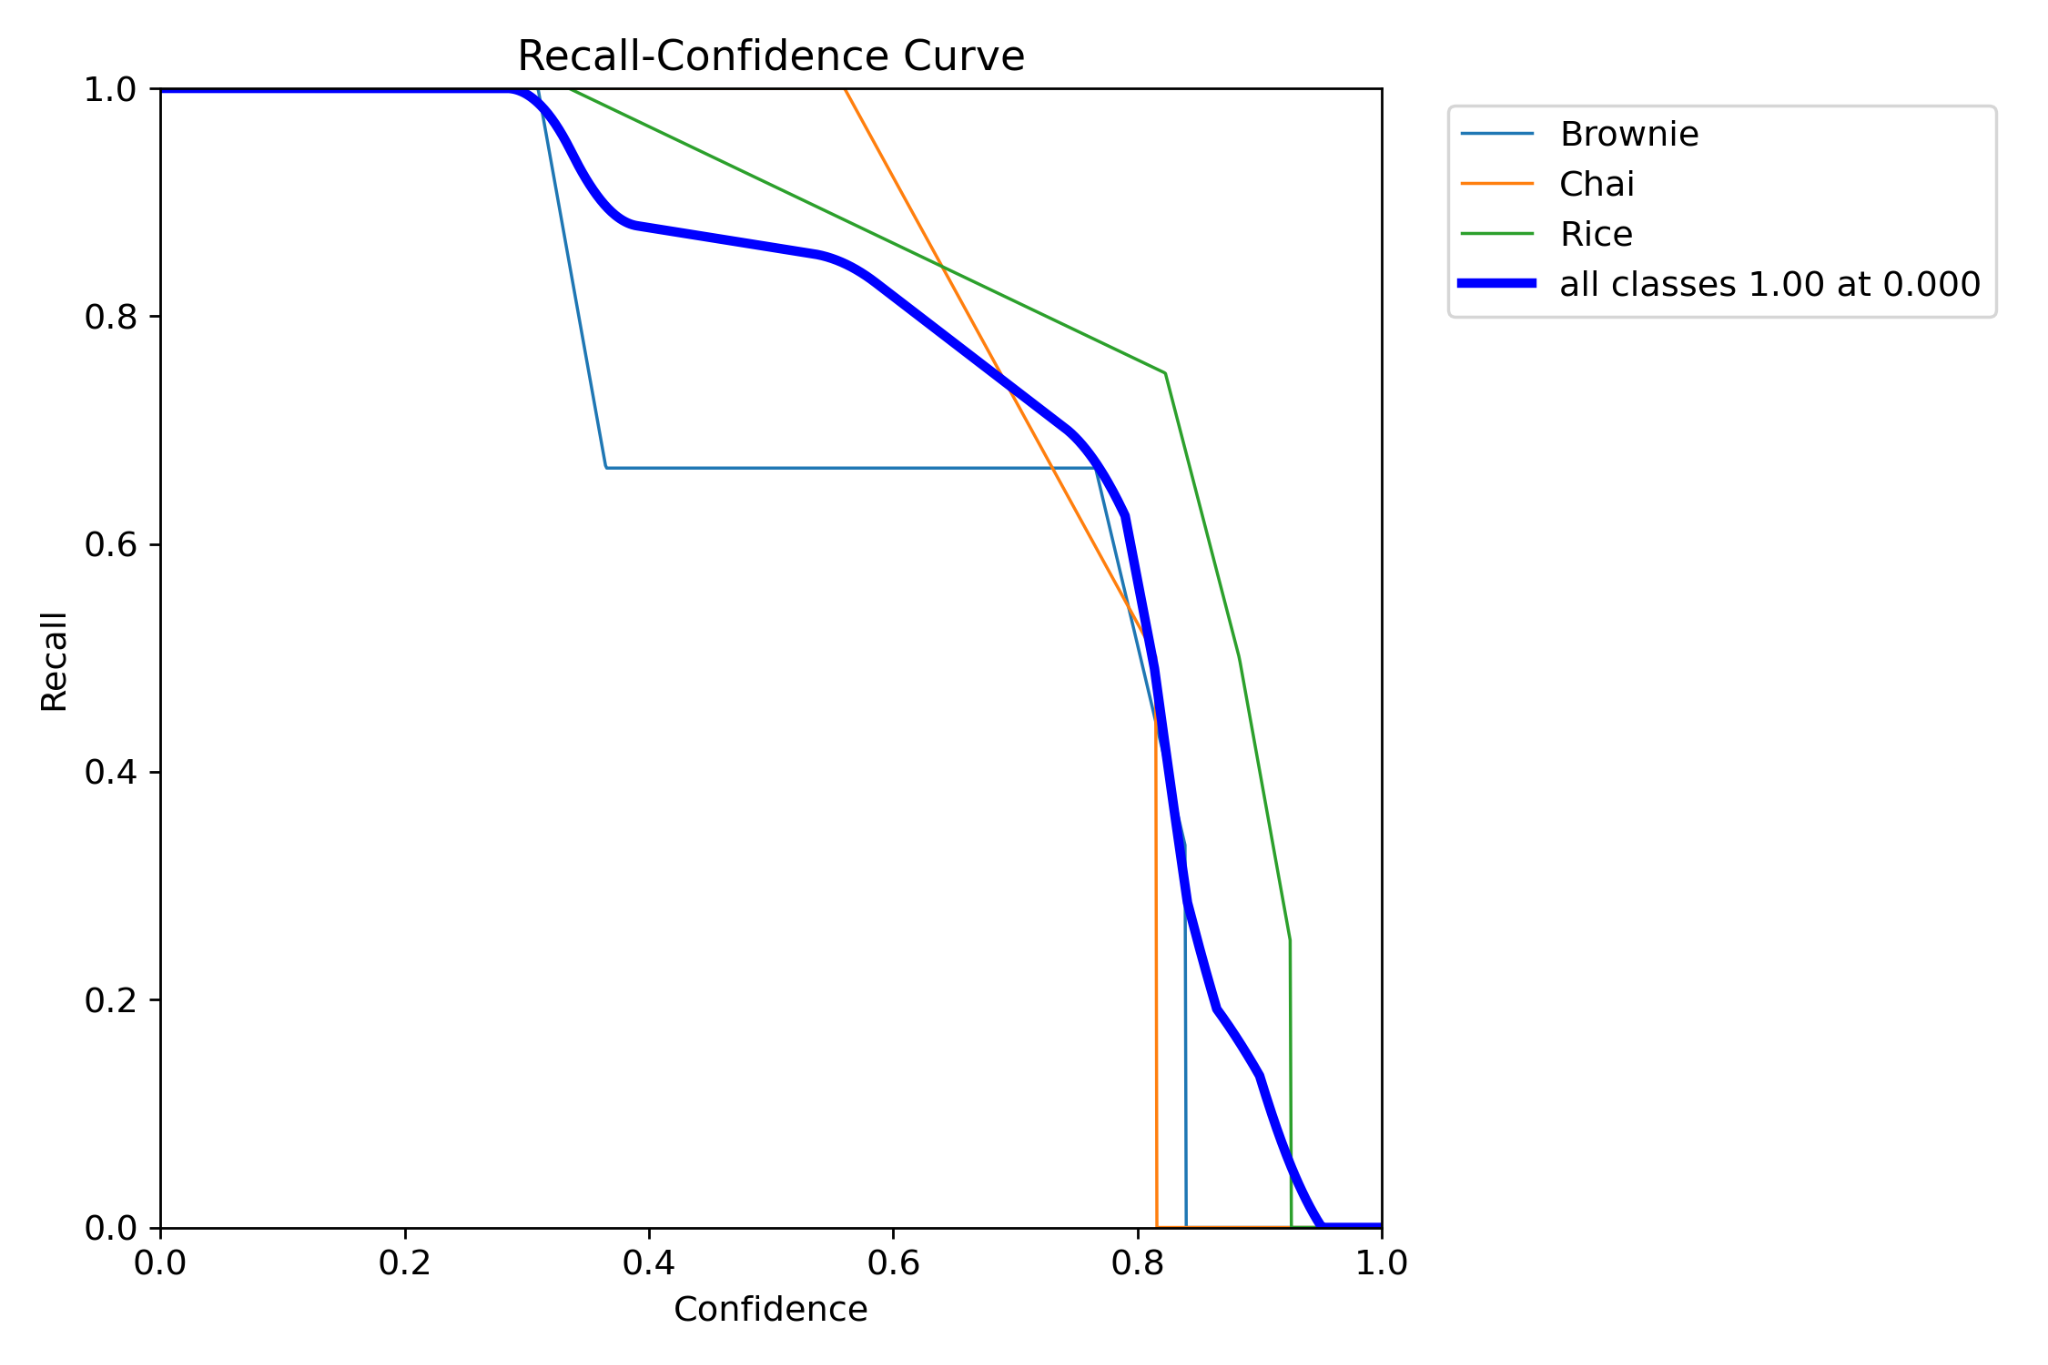 Recall-Confidence Curve
1.0
0.8
0.6
0.4
0.2
0.0
Recall
0.0 0.2 0.4 0.6 0.8 1.0
Confidence
Brownie
Chai
Rice
all classes 1.00 at 0.000